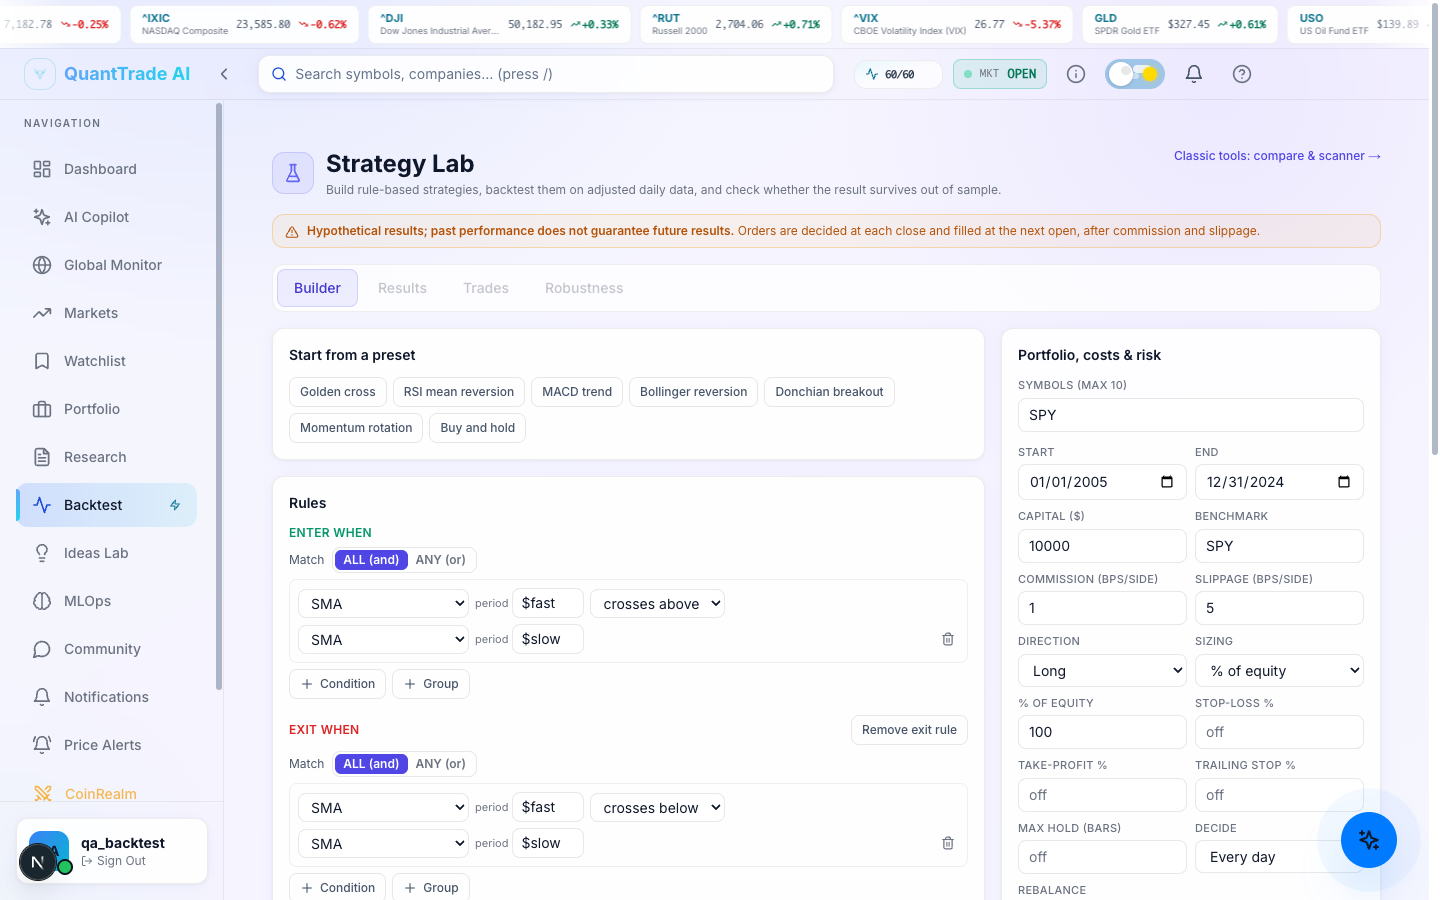 7,182.78 -0.25%
^IXIC
NASDAQ Composite 23,585.80 -0.62%
^DJI
Dow Jones Industrial Aver... 50,182.95 +0.33%
^RUT
Russell 2000 2,704.06 +0.71%
^VIX
CBOE Volatility Index (VIX) 26.77 -5.37%
GLD
SPDR Gold ETF $327.45 +0.61%
USO
US Oil Fund ETF $139.89
QuantTrade AI
Search symbols, companies... (press /)
60/60
MKT OPEN
NAVIGATION
Dashboard
AI Copilot
Global Monitor
Markets
Watchlist
Portfolio
Research
Backtest
Ideas Lab
MLOps
Community
Notifications
Price Alerts
CoinRealm
qa_backtest
Sign Out
N
Strategy Lab
Build rule-based strategies, backtest them on adjusted daily data, and check whether the result survives out of sample.
Classic tools: compare & scanner →
Hypothetical results; past performance does not guarantee future results. Orders are decided at each close and filled at the next open, after commission and slippage.
Builder Results Trades Robustness
Start from a preset
Golden cross RSI mean reversion MACD trend Bollinger reversion Donchian breakout
Momentum rotation Buy and hold
Rules
ENTER WHEN
Match ALL (and) ANY (or)
SMA period $fast crosses above
SMA period $slow
+ Condition + Group
EXIT WHEN Remove exit rule
Match ALL (and) ANY (or)
SMA period $fast crosses below
SMA period $slow
+ Condition + Group
Portfolio, costs & risk
SYMBOLS (MAX 10)
SPY
START END
01/01/2005 12/31/2024
CAPITAL ($) BENCHMARK
10000 SPY
COMMISSION (BPS/SIDE) SLIPPAGE (BPS/SIDE)
1 5
DIRECTION SIZING
Long % of equity
% OF EQUITY STOP-LOSS %
100 off
TAKE-PROFIT % TRAILING STOP %
off off
MAX HOLD (BARS) DECIDE
off Every day
REBALANCE